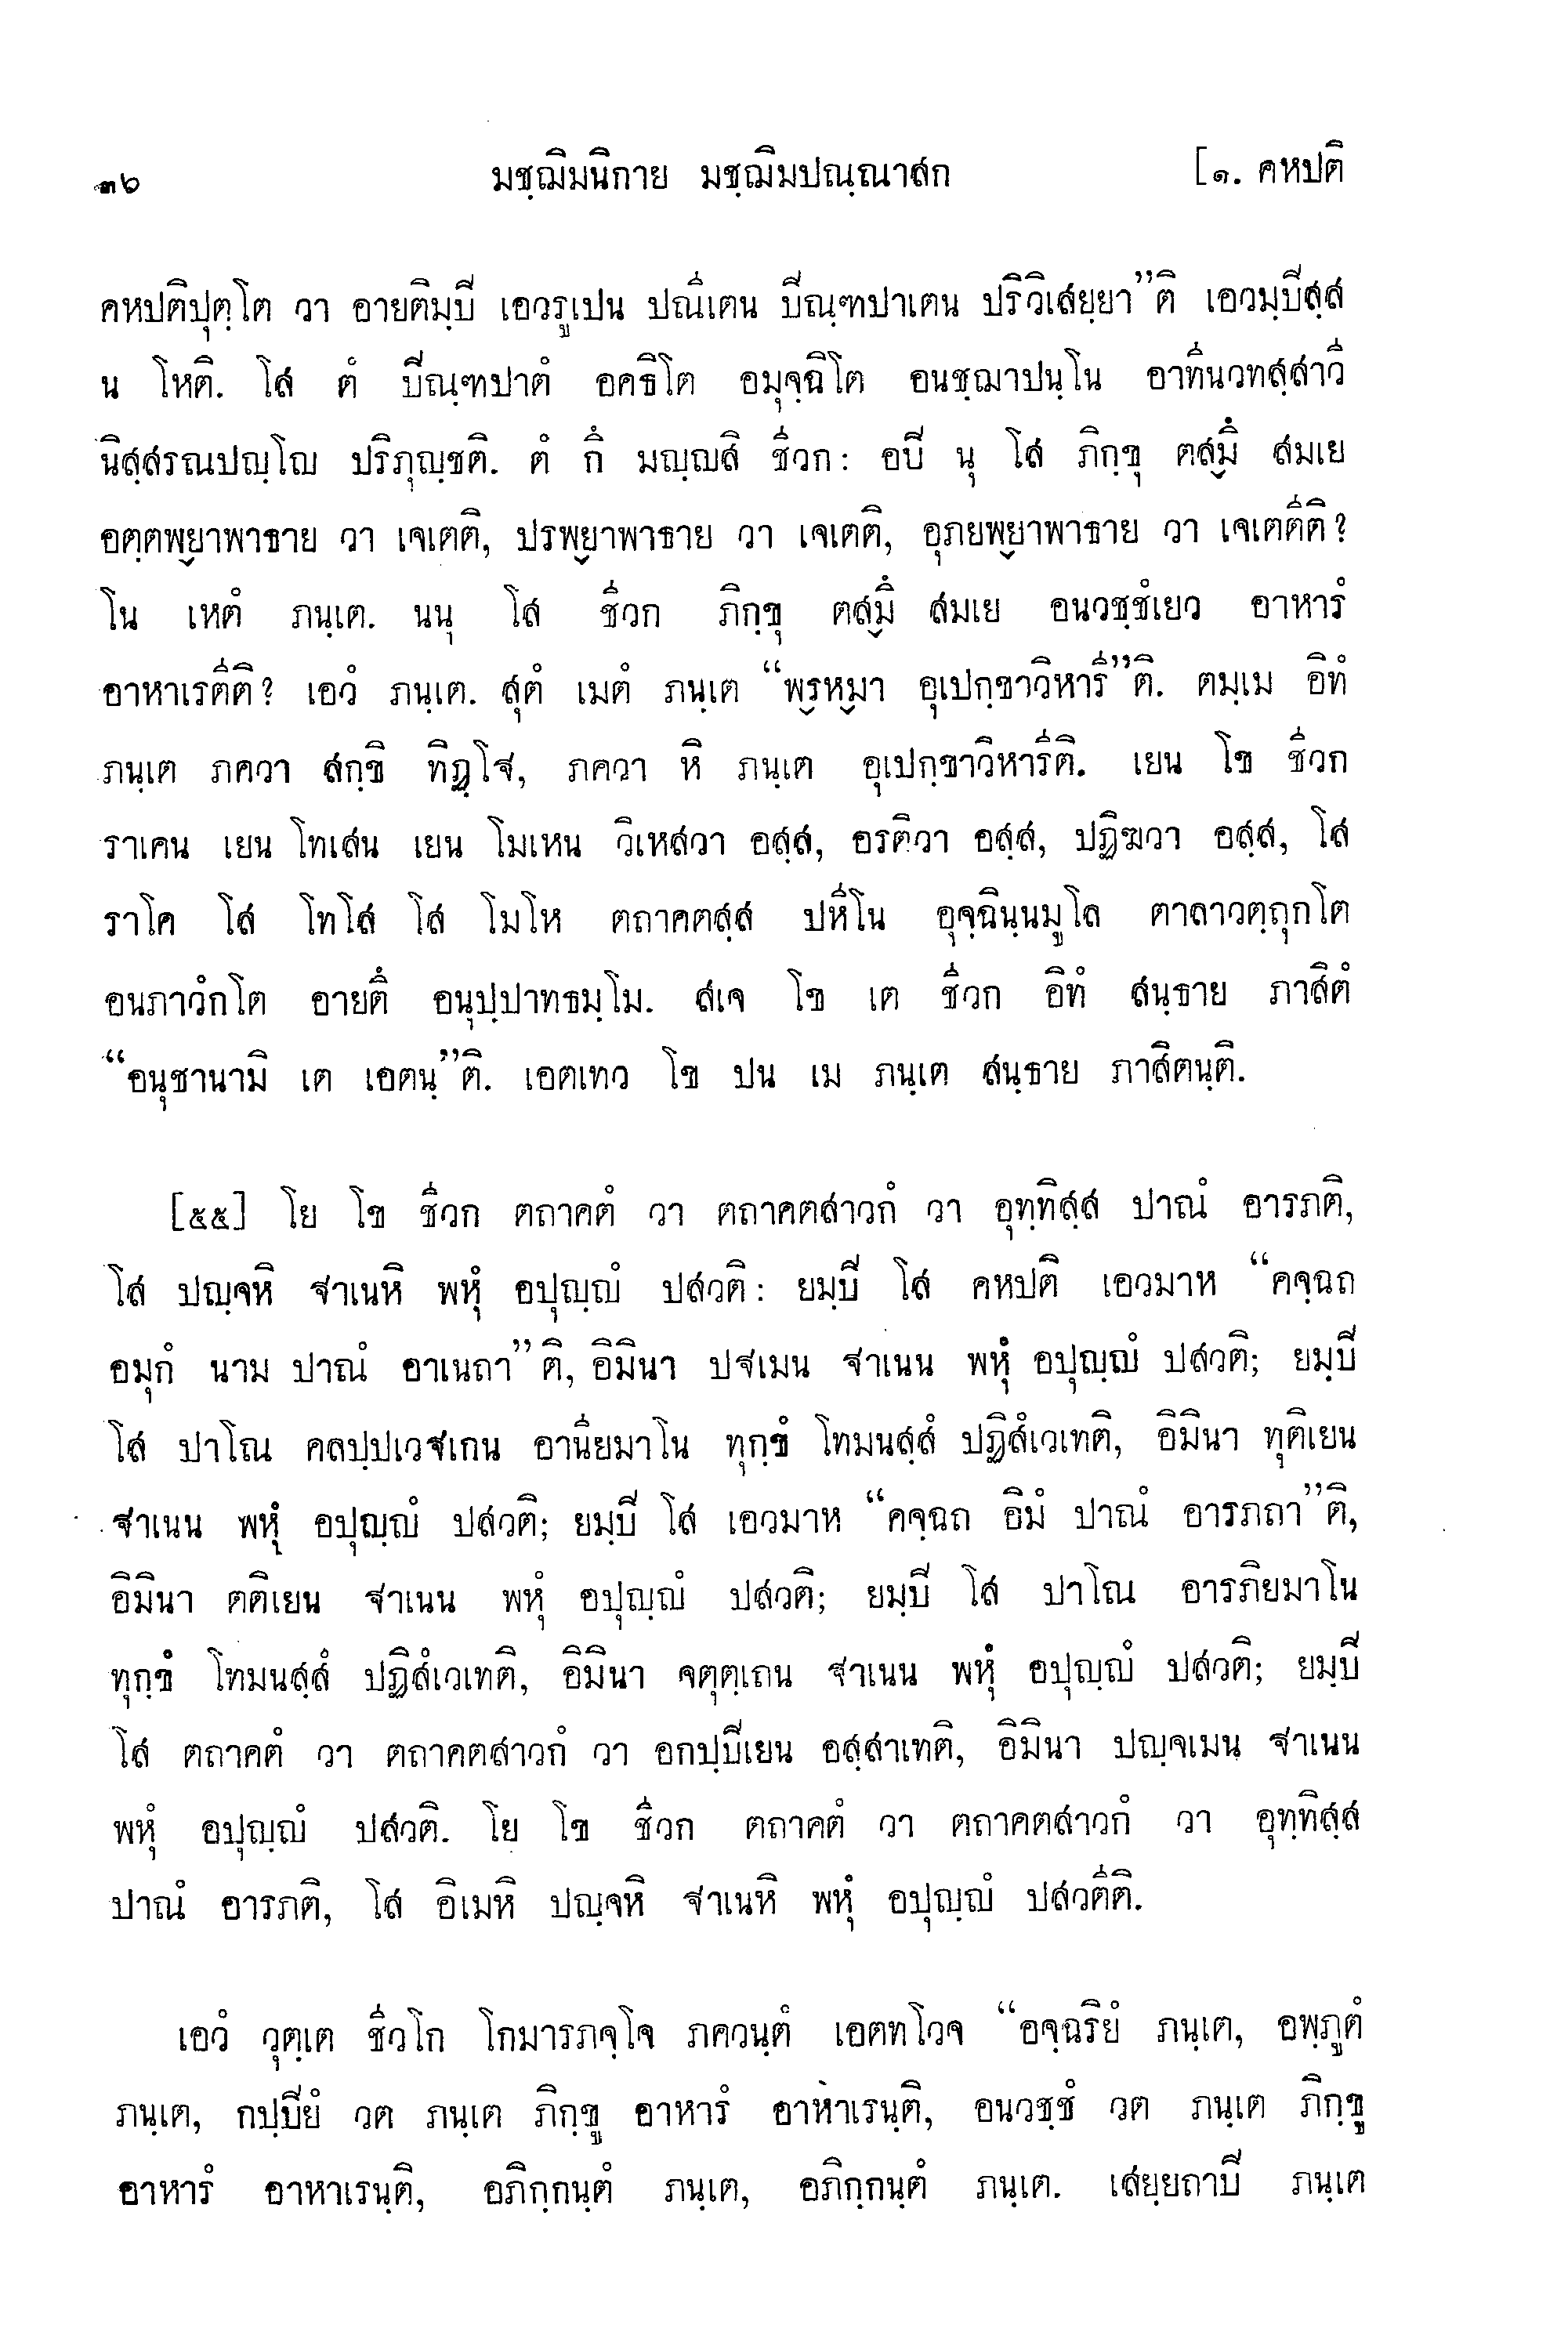 ๓๖ มชฺฌิมนิกาย มชฺฌิมปณฺณาสก [๑. คหปติ
คหปติปุตฺโต วา อายติมฺปี เอวรูเปน ปณีเตน ปิณฺฑปาเตน ปริวิเสยฺยา”ติ เอวมฺปิสฺส
น โหติ. โส ตํ ปิณฺฑปาตํ อคธิโต อมุจฺฉิโต อนชฺฌาปนฺโน อาทีนวทสฺสาวี
นิสฺสรณปญฺโญ ปริภุญฺชติ. ตํ กึ มญฺญสิ ชีวก: อปิ นุ โส ภิกฺขุ ตสฺมึ สมเย
อตฺตพฺยาพาธาย วา เจเตติ, ปรพฺยาพาธาย วา เจเตติ, อุภยพฺยาพาธาย วา เจเตตีติ?
โน เหตํ ภนฺเต. นนุ โส ชีวก ภิกฺขุ ตสฺมึ สมเย อนวชฺชํเยว อาหารํ
อาหาเรตีติ? เอวํ ภนฺเต. สุตํ เมตํ ภนฺเต “พฺรหฺมา อุเปกฺขาวิหารี”ติ. ตมฺเม อิทํ
ภนฺเต ภควา สกฺขิ ทิฏฺโฐ, ภควา หิ ภนฺเต อุเปกฺขาวิหารีติ. เยน โข ชีวก
ราเคน เยน โทเสน เยน โมเหน วิเหสวา อสฺส, อรติวา อสฺส, ปฏิฆวา อสฺส, โส
ราโค โส โทโส โส โมโห ตถาคตสฺส ปหีโน อุจฺฉินฺนมูโล ตาลาวตฺถุกโต
อนภาวํกโต อายตึ อนุปฺปาทธมฺโม. สเจ โข เต ชีวก อิทํ สนฺธาย ภาสิตํ
“อนุชานามิ เต เอตนฺ”ติ. เอตเทว โข ปน เม ภนฺเต สนฺธาย ภาสิตนฺติ.
[๕๕] โย โข ชีวก ตถาคตํ วา ตถาคตสาวกํ วา อุทฺทิสฺส ปาณํ อารภติ,
โส ปญฺจหิ ฐาเนหิ พหุํ อปุญฺญํ ปสวติ: ยมฺปิ โส คหปติ เอวมาห “คจฺฉถ
อมุกํ นาม ปาณํ อาเนถา”ติ, อิมินา ปฐเมน ฐาเนน พหุํ อปุญฺญํ ปสวติ; ยมฺปิ
โส ปาโณ คลปฺปเวฐเกน อานียมาโน ทุกฺขํ โทมนสฺสํ ปฏิสํเวเทติ, อิมินา ทุติเยน
ฐาเนน พหุํ อปุญฺญํ ปสวติ; ยมฺปิ โส เอวมาห “คจฺฉถ อิมํ ปาณํ อารภถา”ติ,
อิมินา ตติเยน ฐาเนน พหุํ อปุญฺญํ ปสวติ; ยมฺปิ โส ปาโณ อารภิยมาโน
ทุกฺขํ โทมนสฺสํ ปฏิสํเวเทติ, อิมินา จตุตฺเถน ฐาเนน พหุํ อปุญฺญํ ปสวติ; ยมฺปิ
โส ตถาคตํ วา ตถาคตสาวกํ วา อกปฺปิเยน อสฺสาเทติ, อิมินา ปญฺจเมน ฐาเนน
พหุํ อปุญฺญํ ปสวติ. โย โข ชีวก ตถาคตํ วา ตถาคตสาวกํ วา อุทฺทิสฺส
ปาณํ อารภติ, โส อิเมหิ ปญฺจหิ ฐาเนหิ พหุํ อปุญฺญํ ปสวตีติ.
เอวํ วุตฺเต ชีวโก โกมารภจฺโจ ภควนฺตํ เอตทโวจ “อจฺฉริยํ ภนฺเต, อพฺภูตํ
ภนฺเต, กปฺปิยํ วต ภนฺเต ภิกฺขู อาหารํ อาหาเรนฺติ, อนวชฺชํ วต ภนฺเต ภิกฺขู
อาหารํ อาหาเรนฺติ, อภิกฺกนฺตํ ภนฺเต, อภิกฺกนฺตํ ภนฺเต. เสยฺยถาปิ ภนฺเต